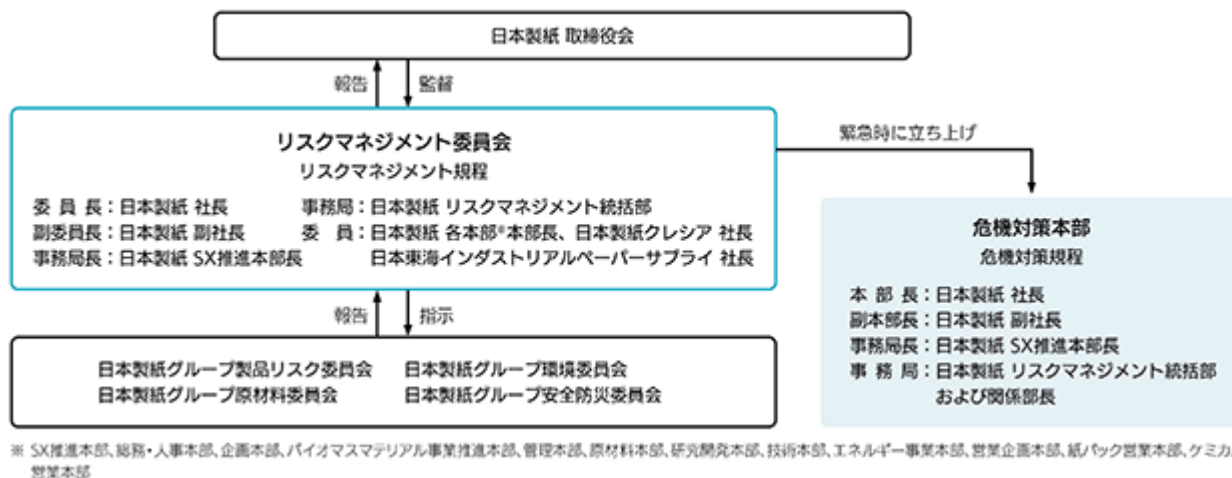 日本製紙 取締役会
報告
監督
リスクマネジメント委員会
リスクマネジメント規程
委 員 長：日本製紙 社長
事務局：日本製紙 リスクマネジメント統括部
副委員長：日本製紙 副社長
委　員：日本製紙 各本部※本部長、日本製紙クレシア 社長
事務局長：日本製紙 SX推進本部長
日本東海インダストリアルペーパーサプライ 社長
緊急時に立ち上げ
危機対策本部
危機対策規程
本 部 長：日本製紙 社長
副本部長：日本製紙 副社長
事務局長：日本製紙 SX推進本部長
事 務 局：日本製紙 リスクマネジメント統括部
および関係部長
報告
指示
日本製紙グループ製品リスク委員会
日本製紙グループ環境委員会
日本製紙グループ原材料委員会
日本製紙グループ安全防災委員会
※ SX推進本部、総務・人事本部、企画本部、バイオマスマテリアル事業推進本部、管理本部、原材料本部、研究開発本部、技術本部、エネルギー事業本部、営業企画本部、紙パック営業本部、ケミカル
営業本部